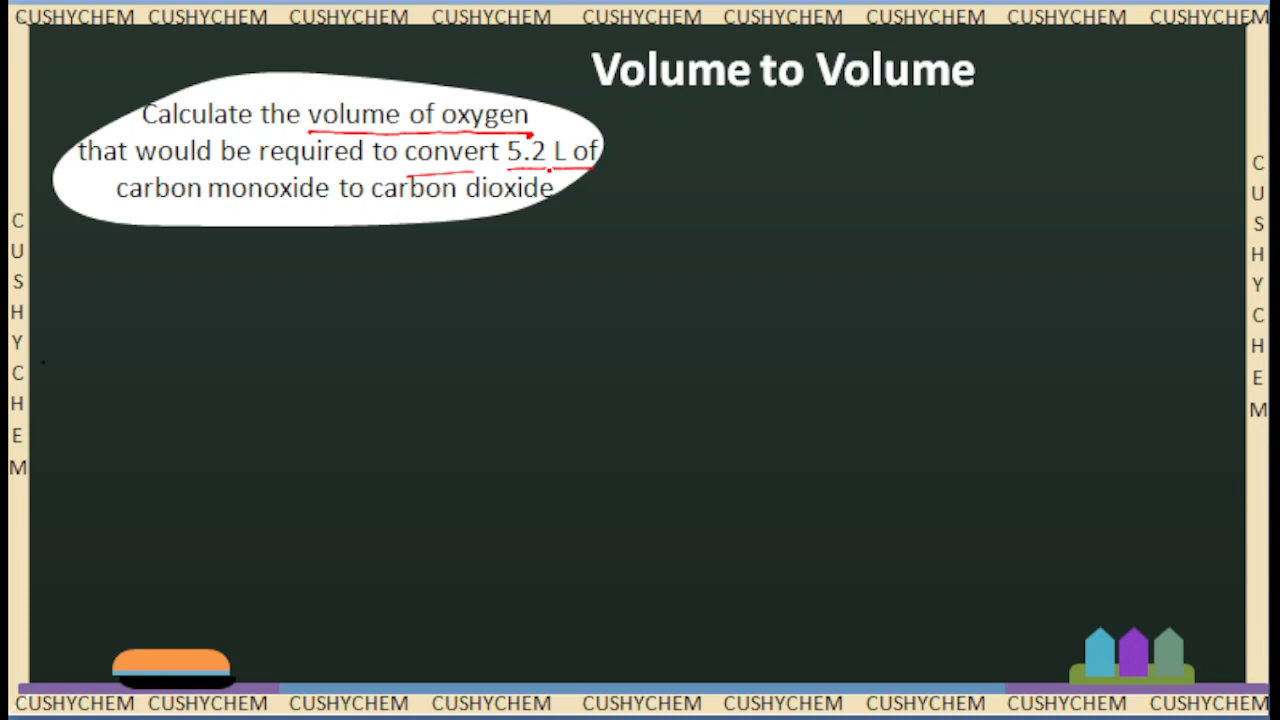 CUSHYCHEM CUSHYCHEM CUSHYCHEM CUSHYCHEM CUSHYCHEM CUSHYCHEM CUSHYCHEM CUSHYCHEM CUSHYCHEM
Volume to Volume
Calculate the volume of oxygen
that would be required to convert 5.2 L of
carbon monoxide to carbon dioxide
C
U
S
H
Y
C
H
E
M
C
U
S
H
Y
C
H
E
M
CUSHYCHEM CUSHYCHEM CUSHYCHEM CUSHYCHEM CUSHYCHEM CUSHYCHEM CUSHYCHEM CUSHYCHEM CUSHYCHEM